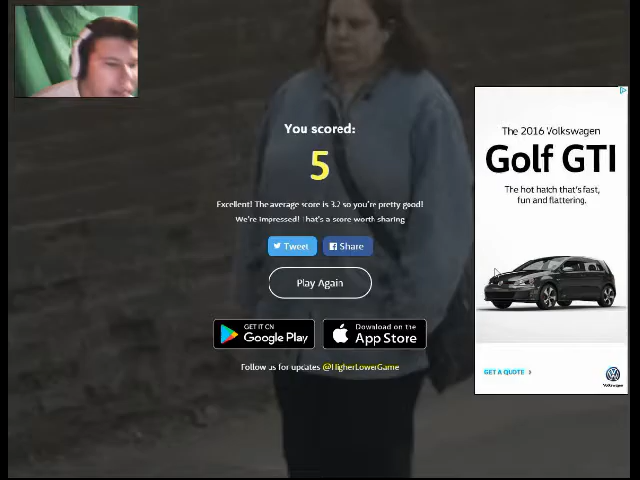 You scored:
5
Excellent! The average score is 3.2 so you're pretty good!
We're impressed! That's a score worth sharing
Tweet
Share
Play Again
GET IT ON
Google Play
Download on the
App Store
Follow us for updates @HigherLowerGame
The 2016 Volkswagen
Golf GTI
The hot hatch that's fast,
fun and flattering.
GET A QUOTE
Volkswagen